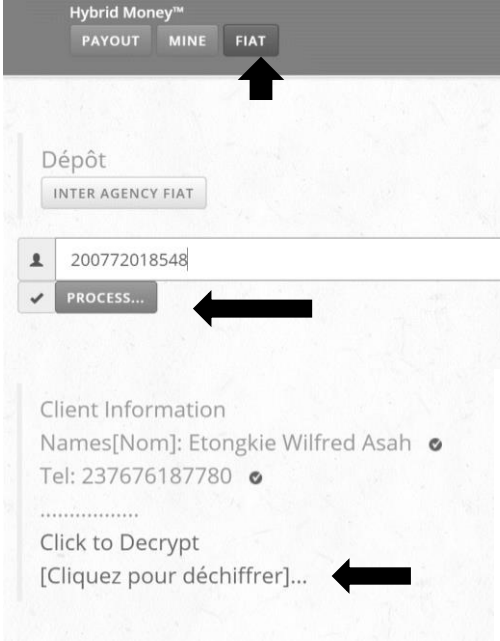 Hybrid Money™
PAYOUT MINE FIAT
Dépôt
INTER AGENCY FIAT
200772018548
PROCESS...
Client Information
Names[Nom]: Etongkie Wilfred Asah
Tel: 237676187780
.................
Click to Decrypt
[Cliquez pour déchiffrer]...